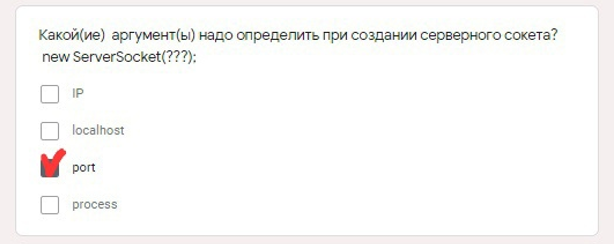 Какой(ие) аргумент(ы) надо определить при создании серверного сокета?
new ServerSocket(???);
IP
localhost
port
process